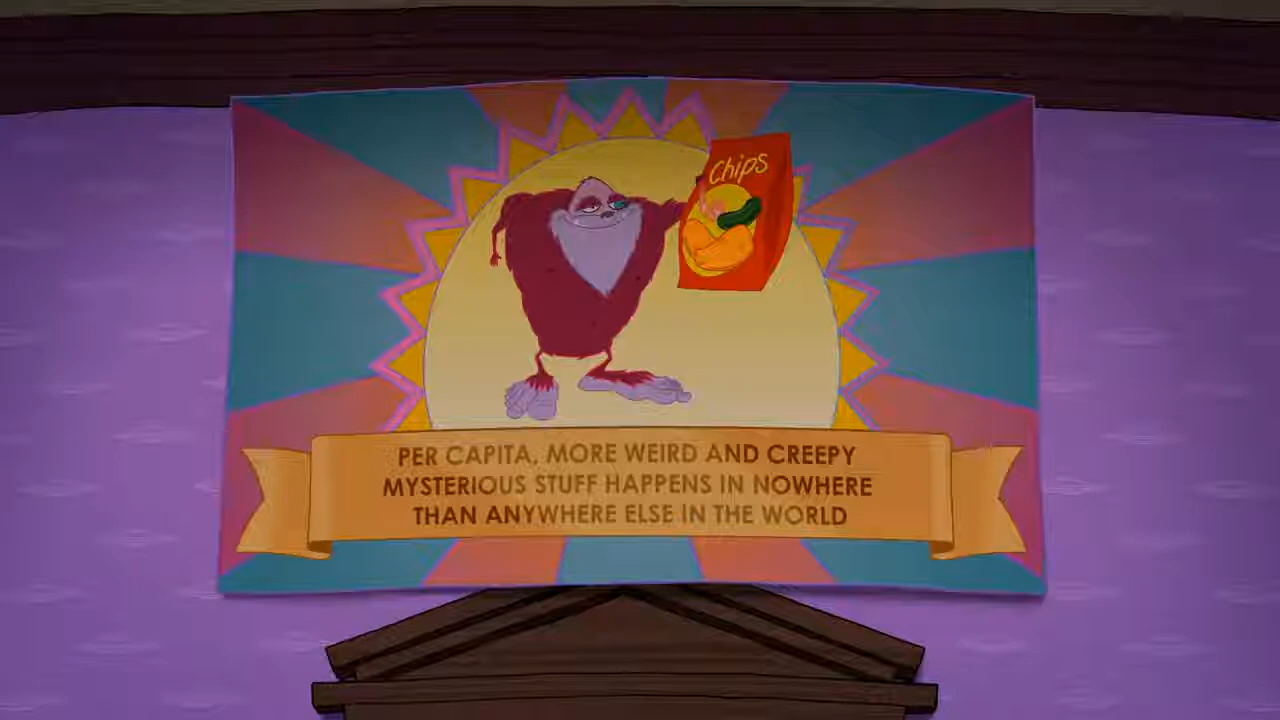 Chips
PER CAPITA, MORE WEIRD AND CREEPY
MYSTERIOUS STUFF HAPPENS IN NOWHERE
THAN ANYWHERE ELSE IN THE WORLD